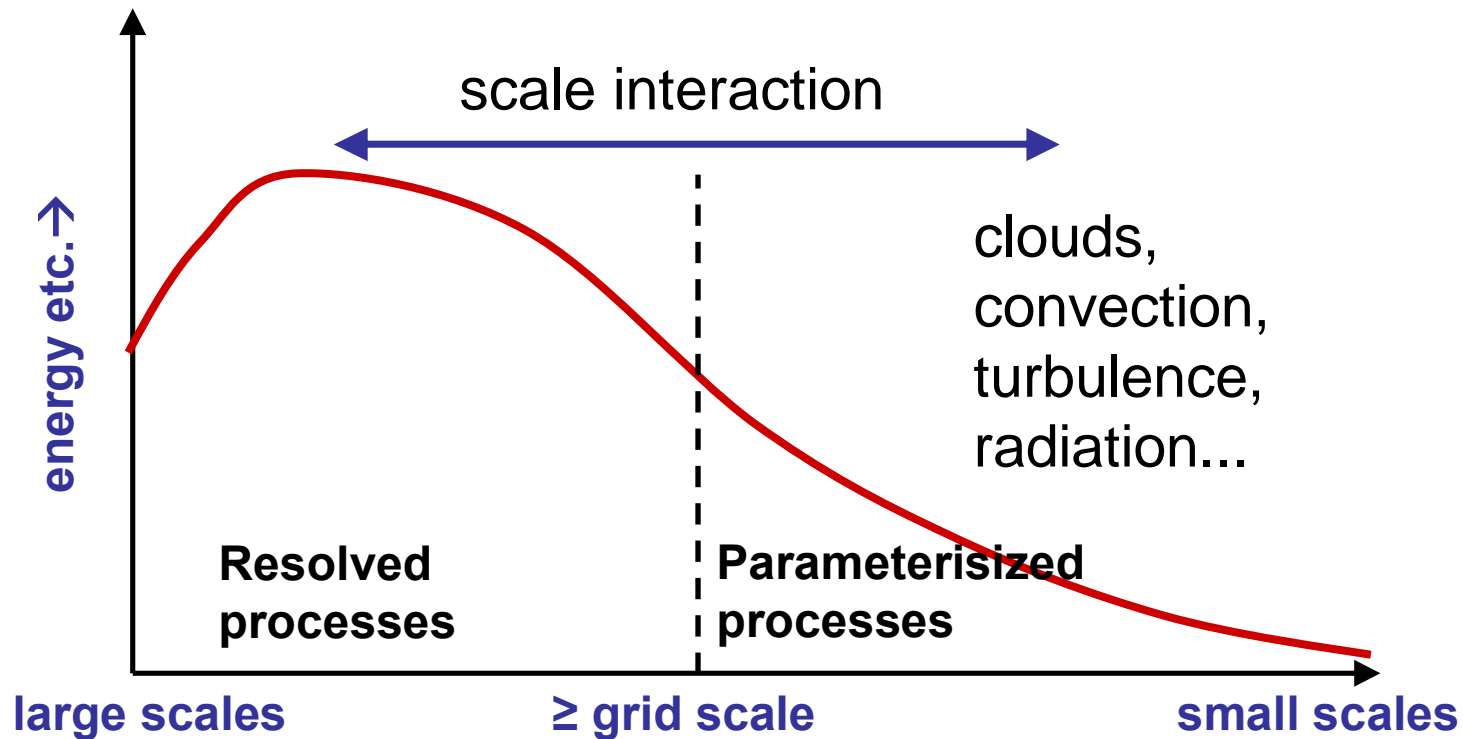 scale interaction
energy etc.→
clouds,
convection,
turbulence,
radiation...
Resolved
processes
Parameterisized
processes
large scales
≥ grid scale
small scales